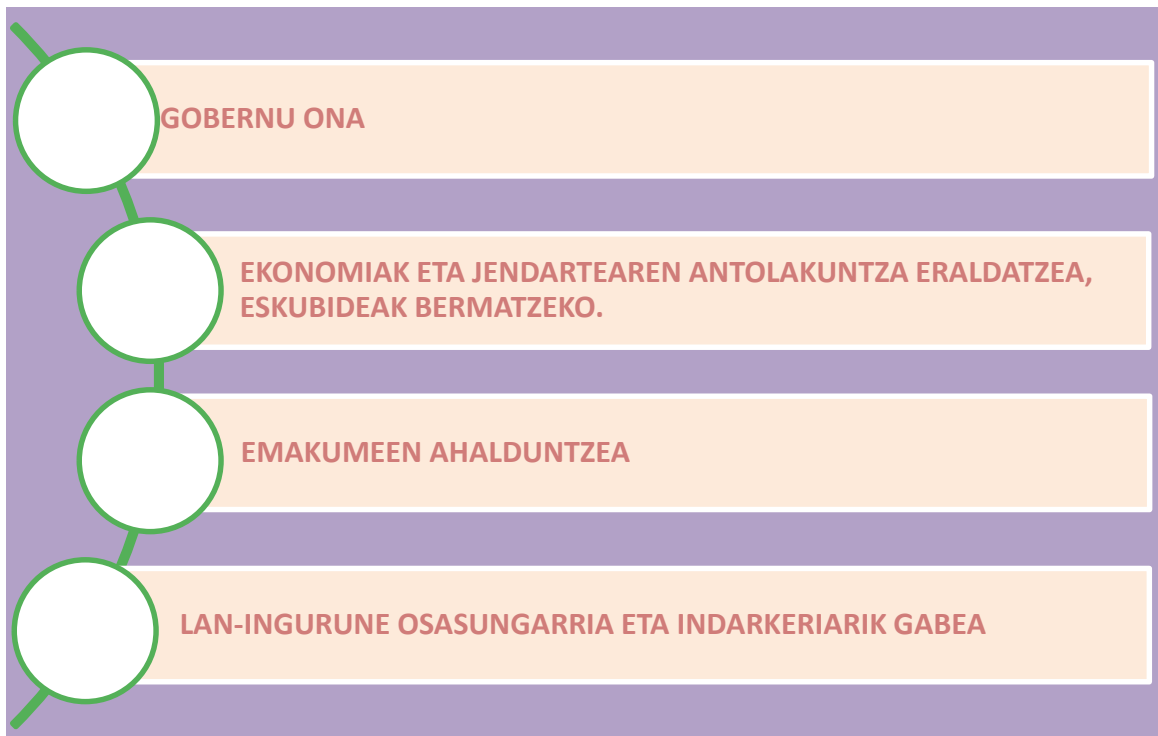 GOBERNU ONA
EKONOMIAK ETA JENDARTEAREN ANTOLAKUNTZA ERALDATZEA,
ESKUBIDEAK BERMATZEKO.
EMAKUMEEN AHALDUNTZEA
LAN-INGURUNE OSASUNGARRIA ETA INDARKERIARIK GABEA